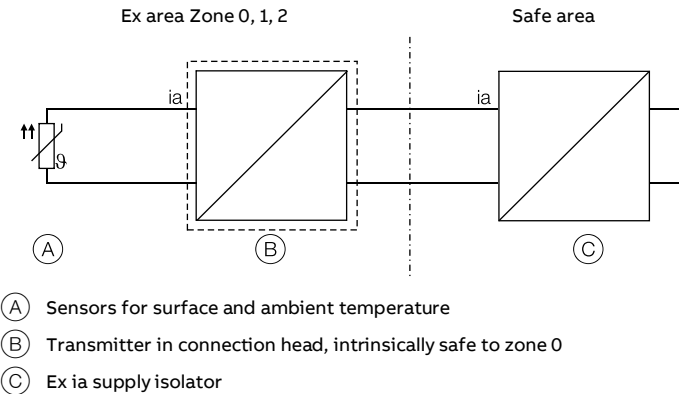 Ex area Zone 0, 1, 2 Safe area
ia ia
ϑ
A B C
A Sensors for surface and ambient temperature
B Transmitter in connection head, intrinsically safe to zone 0
C Ex ia supply isolator